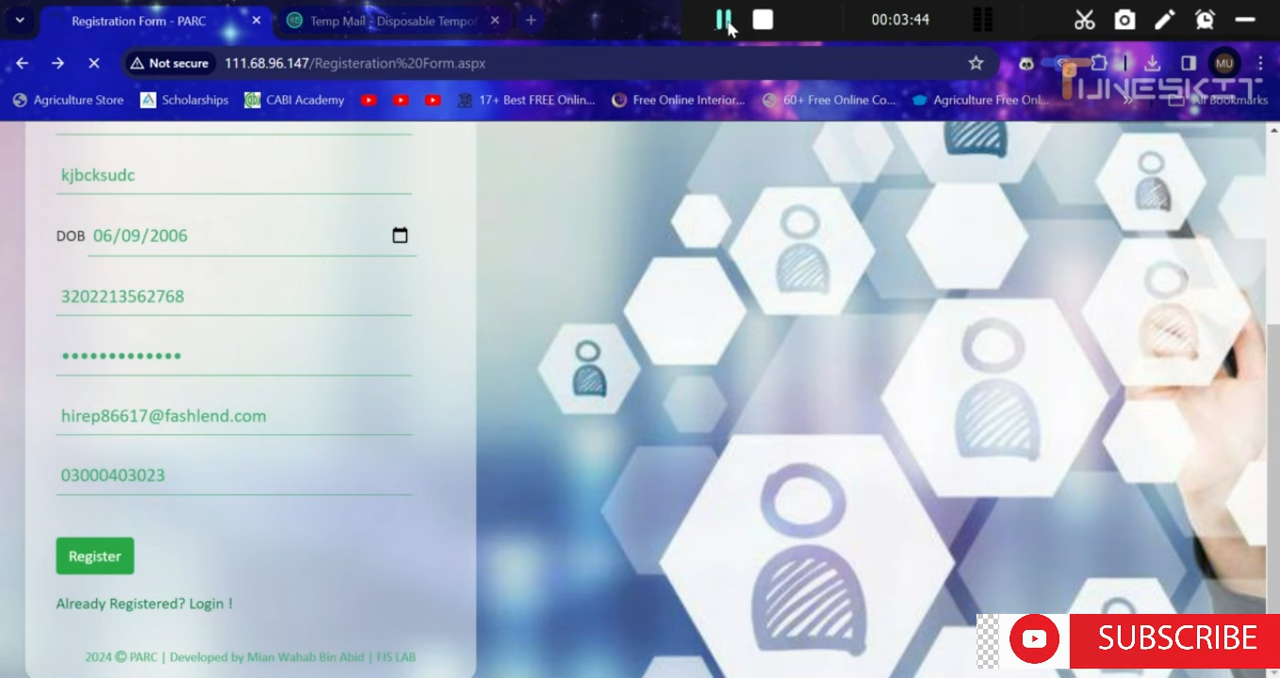 Registration Form - PARC
Temp Mail - Disposable Tempo
00:03:44
Not secure
111.68.96.147/Registeration%20Form.aspx
MU
TUNESKIT
Agriculture Store
Scholarships
CABI Academy
17+ Best FREE Onlin...
Free Online Interior...
60+ Free Online Co...
Agriculture Free Onl...
All Bookmarks
kjbcksudc
DOB 06/09/2006
3202213562768
hirep86617@fashlend.com
03000403023
Register
Already Registered? Login !
2024 © PARC | Developed by Mian Wahab Bin Abid | FIS LAB
SUBSCRIBE